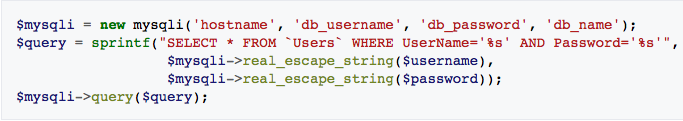 $mysqli = new mysqli('hostname', 'db_username', 'db_password', 'db_name');
$query = sprintf("SELECT * FROM `Users` WHERE UserName='%s' AND Password='%s'",
                  $mysqli->real_escape_string($username),
                  $mysqli->real_escape_string($password));
$mysqli->query($query);